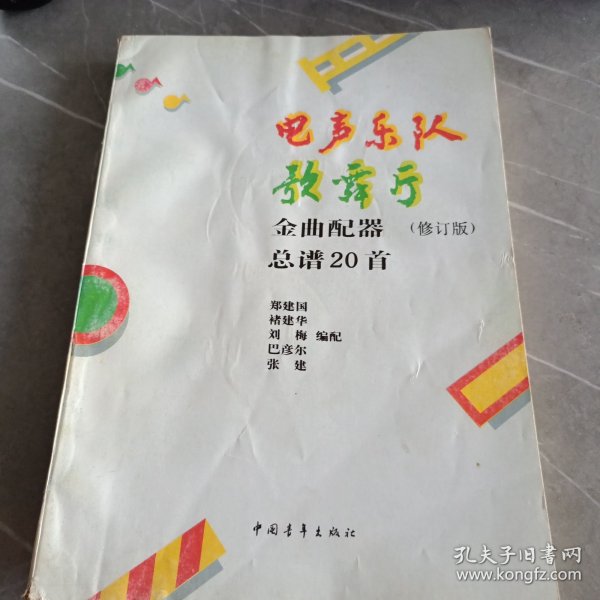 电声乐队
歌舞厅
金曲配器（修订版）
总谱20首
郑建国
褚建华
刘梅 编配
巴彦尔
张建
中国青年出版社
孔夫子旧书网
www.kongfz.com